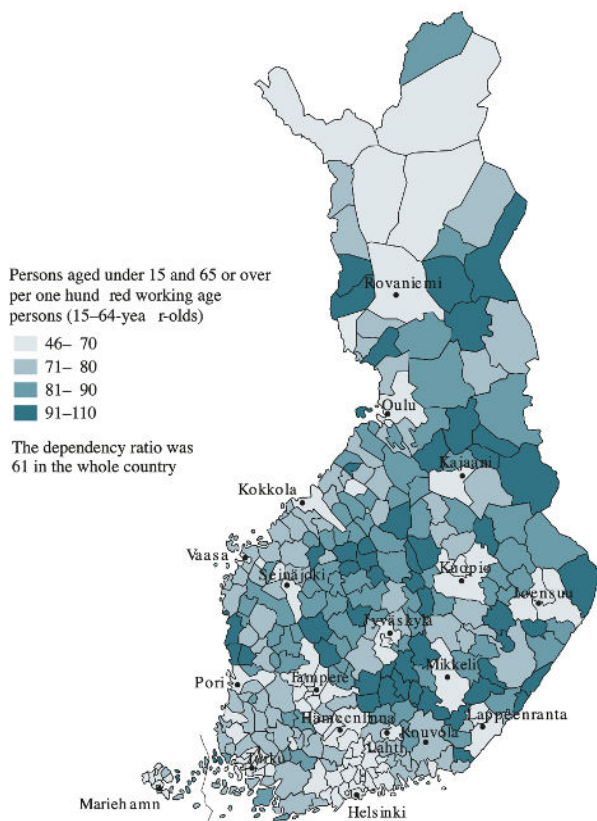 Persons aged under 15 and 65 or over
per one hund red working age
persons (15–64-yea r-olds)
46– 70
71– 80
81– 90
91–110
The dependency ratio was
61 in the whole country
Rovaniemi
Oulu
Kajaani
Kokkola
Vaasa
Seinäjoki
Kuopio
Joensuu
Jyväskylä
Mikkeli
Pori
Tampere
Hämeenlinna
Lappeenranta
Kouvola
Lahti
Turku
Marieh amn
Helsinki